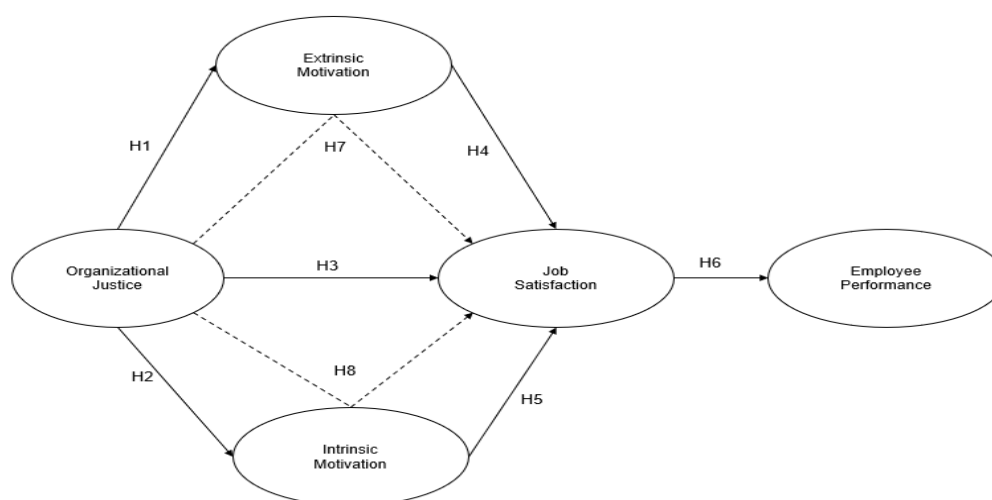 Extrinsic
Motivation
H1
H7
H4
Organizational
Justice
H3
Job
Satisfaction
H6
Employee
Performance
H2
H8
H5
Intrinsic
Motivation